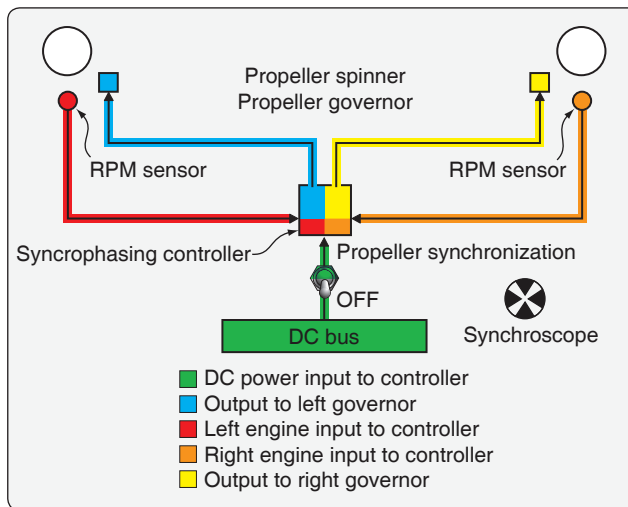 Propeller spinner
Propeller governor
RPM sensor
RPM sensor
Syncrophasing controller
Propeller synchronization
OFF
DC bus
Synchroscope
DC power input to controller
Output to left governor
Left engine input to controller
Right engine input to controller
Output to right governor